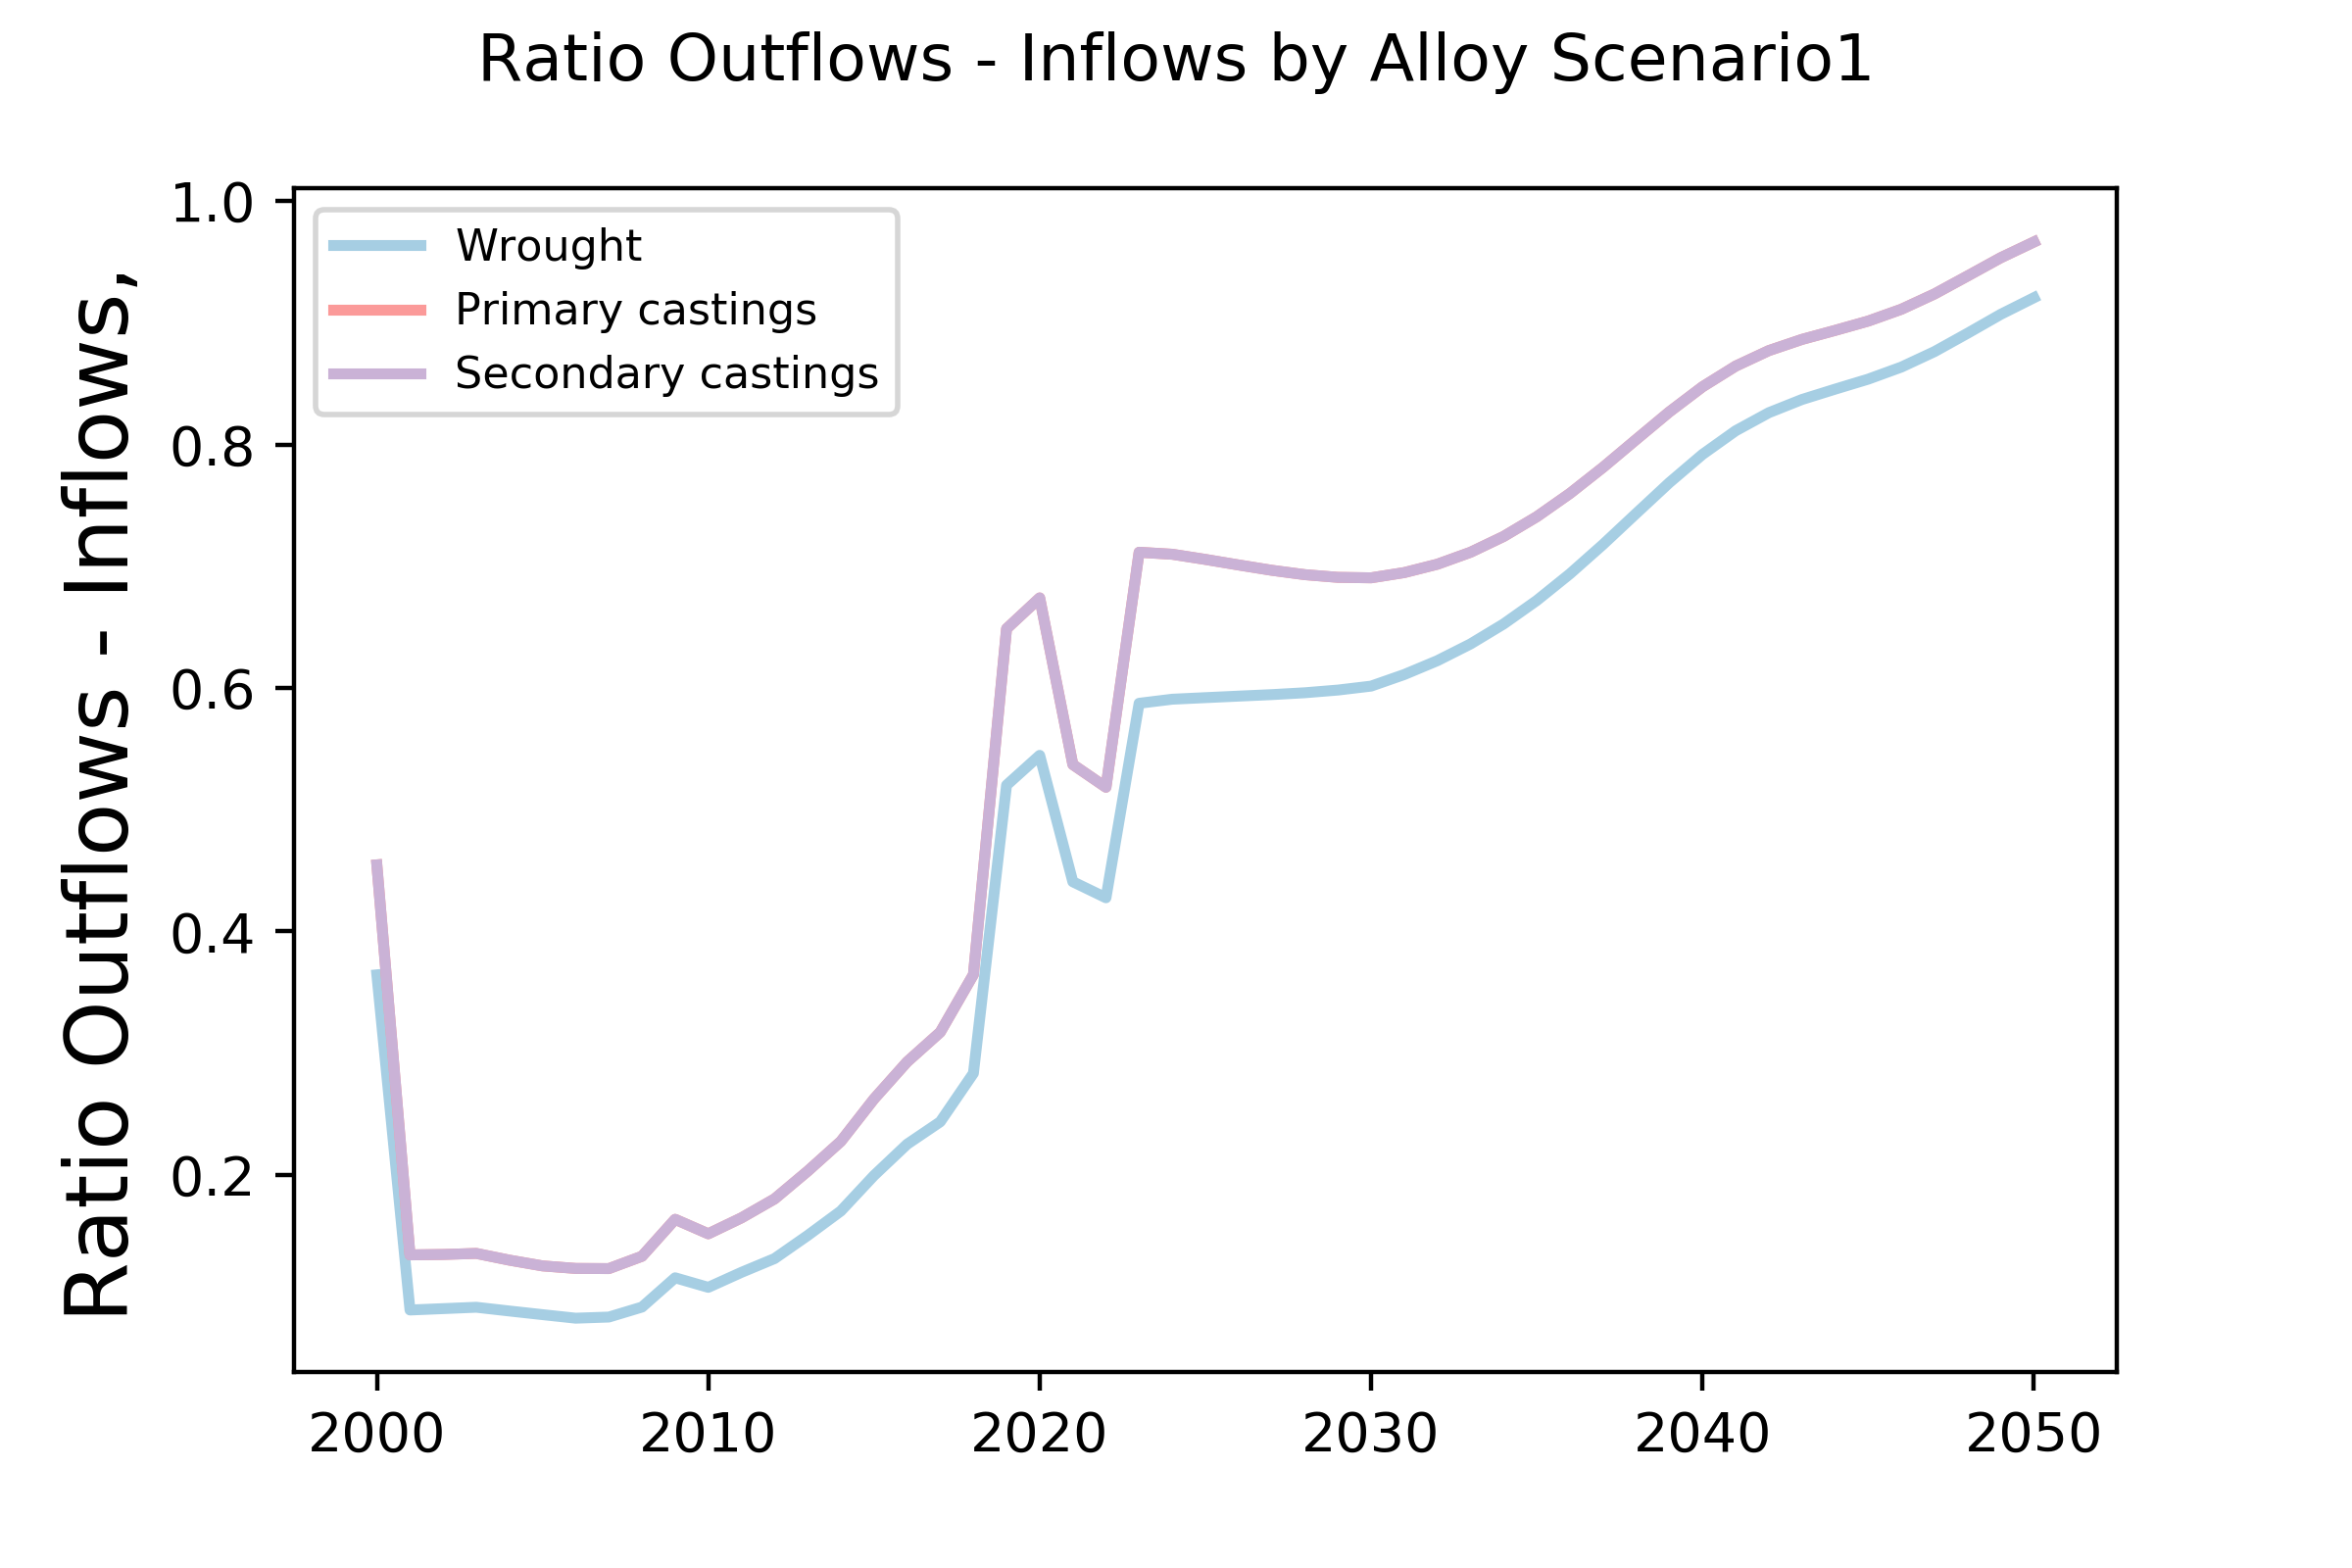 Ratio Outflows - Inflows by Alloy Scenario1
Ratio Outflows - Inflows,
1.0
0.8
0.6
0.4
0.2
Wrought
Primary castings
Secondary castings
2000 2010 2020 2030 2040 2050